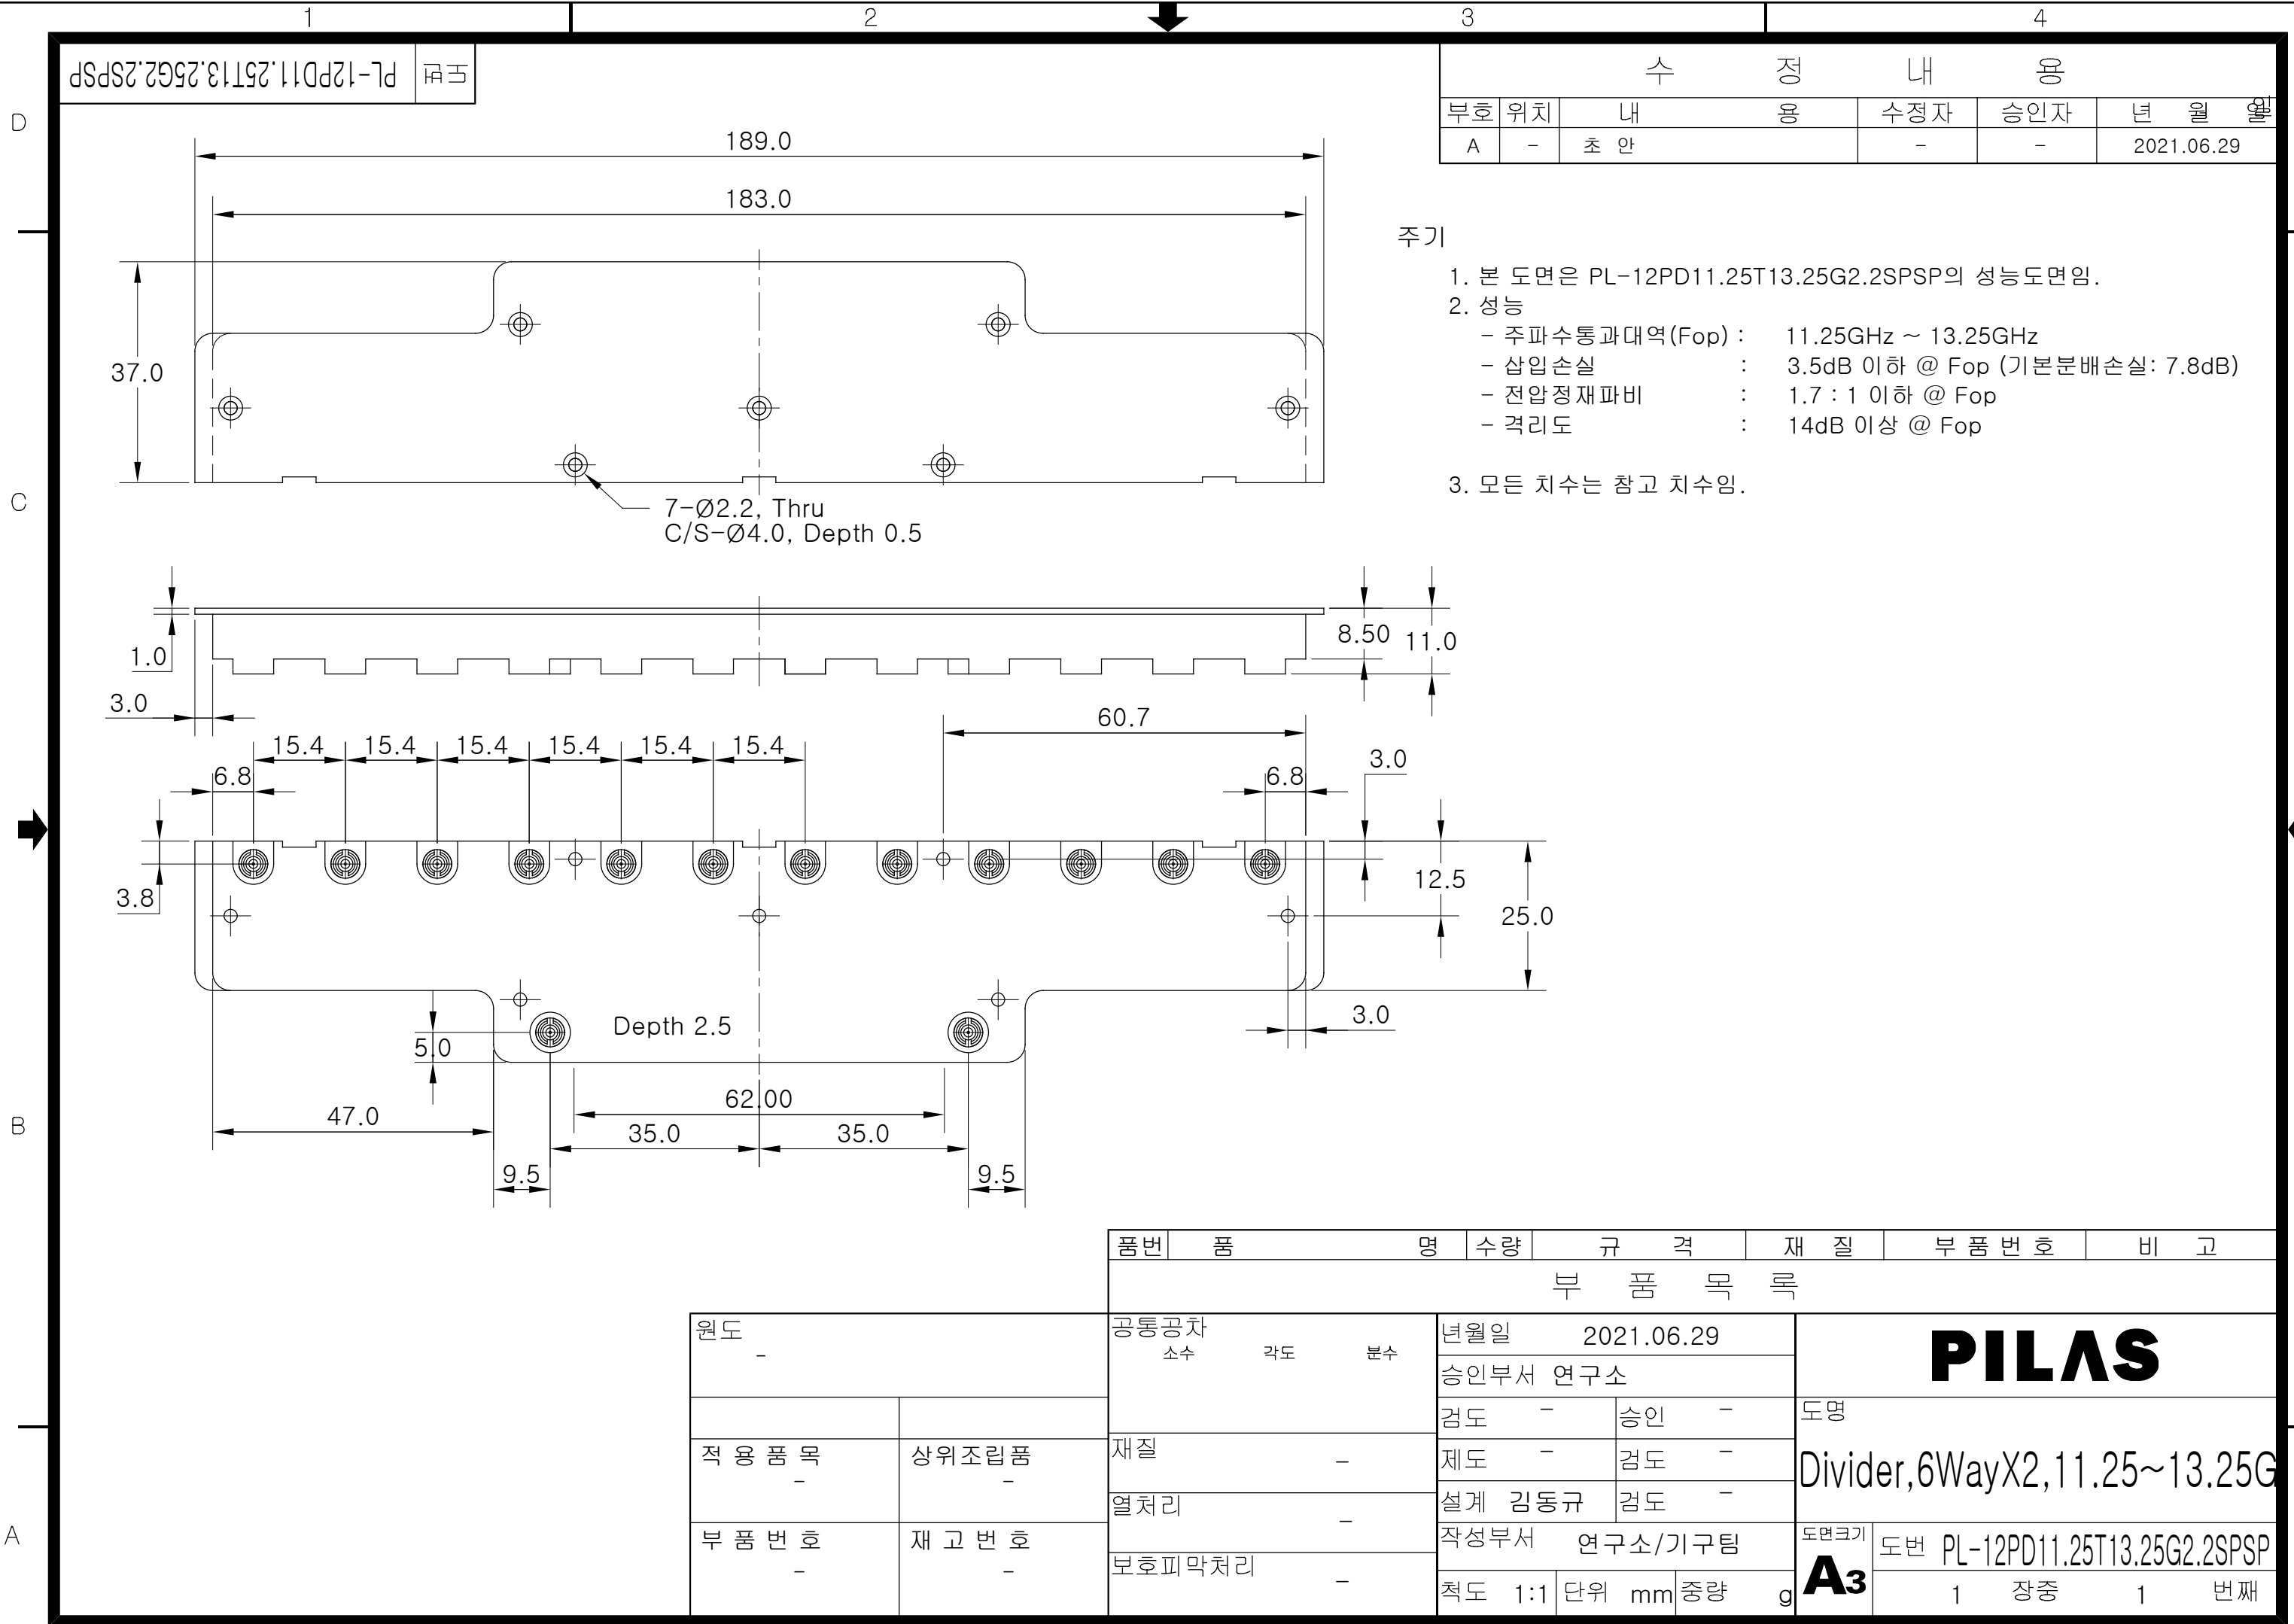 1 2 3 4
D
C
B
A
도번 PL-12PD11.25T13.25G2.2SPSP
수 정 내 용
부호 위치 내 용 수정자 승인자 년 월 일
A - 초 안 - - 2021.06.29
189.0
183.0
37.0
7-Ø2.2, Thru
C/S-Ø4.0, Depth 0.5
주기
1. 본 도면은 PL-12PD11.25T13.25G2.2SPSP의 성능도면임.
2. 성능
- 주파수통과대역(Fop) : 11.25GHz ~ 13.25GHz
- 삽입손실 : 3.5dB 이하 @ Fop (기본분배손실: 7.8dB)
- 전압정재파비 : 1.7 : 1 이하 @ Fop
- 격리도 : 14dB 이상 @ Fop
3. 모든 치수는 참고 치수임.
1.0
8.50 11.0
3.0
60.7
15.4 15.4 15.4 15.4 15.4 15.4
3.0
6.8 6.8
3.8
12.5
25.0
3.0
Depth 2.5
5.0
62.00
47.0
35.0 35.0
9.5 9.5
품번 품 명 수량 규 격 재 질 부 품 번 호 비 고
부 품 목 록
원도
-
적 용 품 목 상위조립품
- -
부 품 번 호 재 고 번 호
- -
공통공차
소수 각도 분수
재질 -
열처리 -
보호피막처리 -
년월일 2021.06.29
승인부서 연구소
검도 - 승인 -
제도 - 검도 -
설계 김동규 검도 -
작성부서 연구소/기구팀
척도 1:1 단위 mm 중량 g
PILAS
도명
Divider,6WayX2,11.25~13.25G
도면크기
A3
도번 PL-12PD11.25T13.25G2.2SPSP
1 장중 1 번째